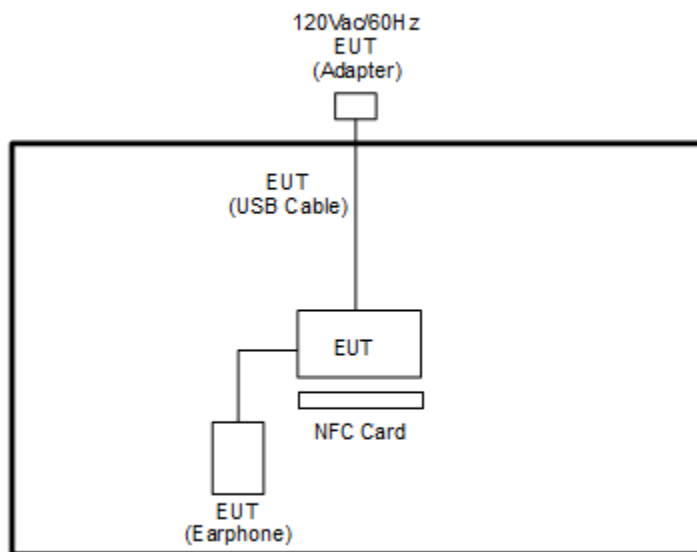 120Vac/60Hz
EUT
(Adapter)
EUT
(USB Cable)
EUT
NFC Card
EUT
(Earphone)